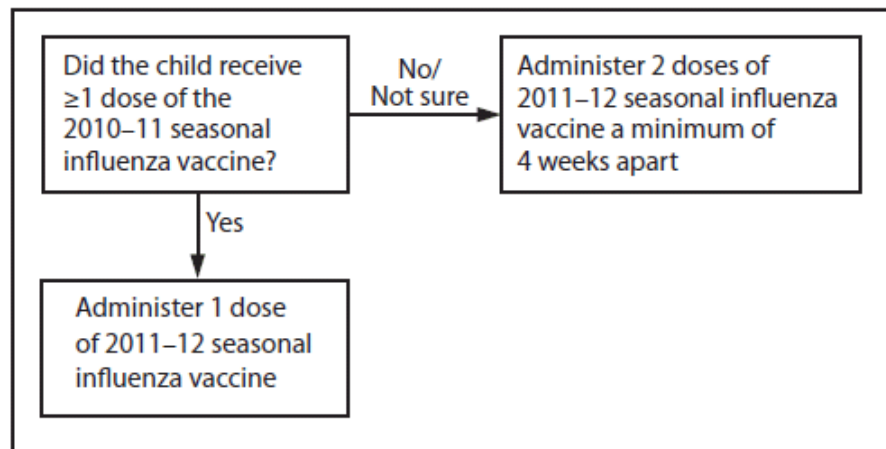 Did the child receive
≥1 dose of the
2010–11 seasonal
influenza vaccine?
No/
Not sure
Administer 2 doses of
2011–12 seasonal influenza
vaccine a minimum of
4 weeks apart
Yes
Administer 1 dose
of 2011–12 seasonal
influenza vaccine